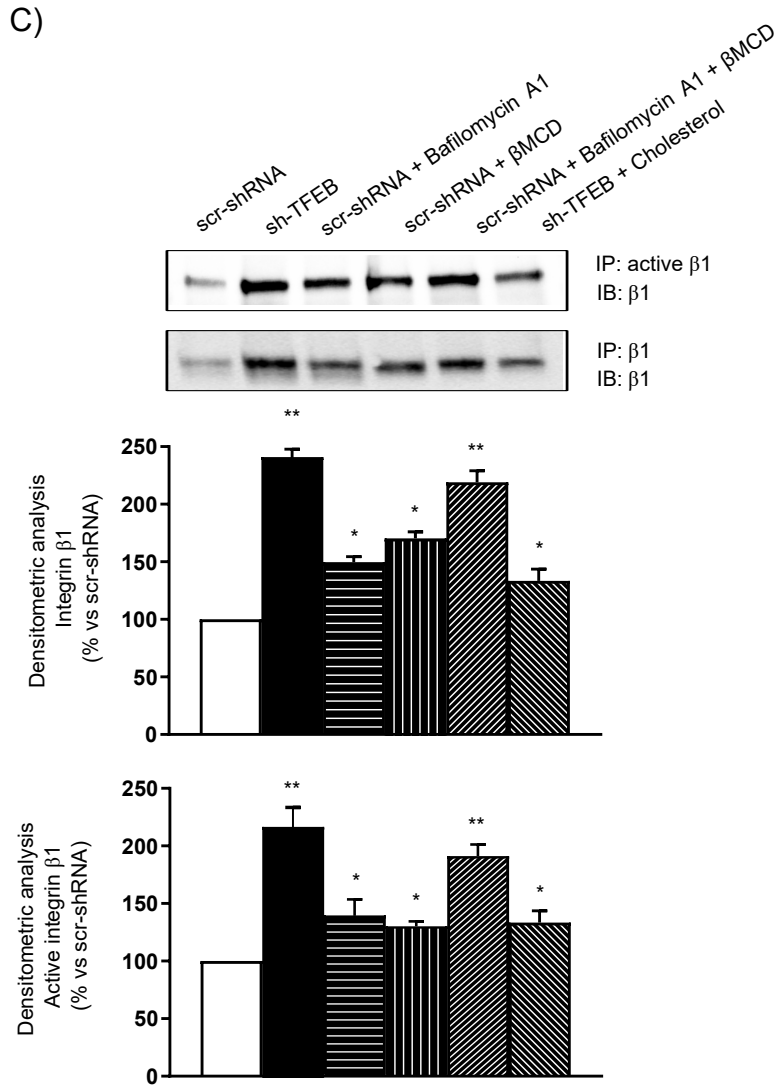 C)
scr-shRNA
sh-TFEB
scr-shRNA + Bafilomycin A1
scr-shRNA + βMCD
scr-shRNA + Bafilomycin A1 + βMCD
sh-TFEB + Cholesterol
IP: active β1
IB: β1
IP: β1
IB: β1
Densitometric analysis
Integrin β1
(% vs scr-shRNA)
250
200
150
100
50
0
**
*
*
**
*
Densitometric analysis
Active integrin β1
(% vs scr-shRNA)
250
200
150
100
50
0
**
*
*
**
*